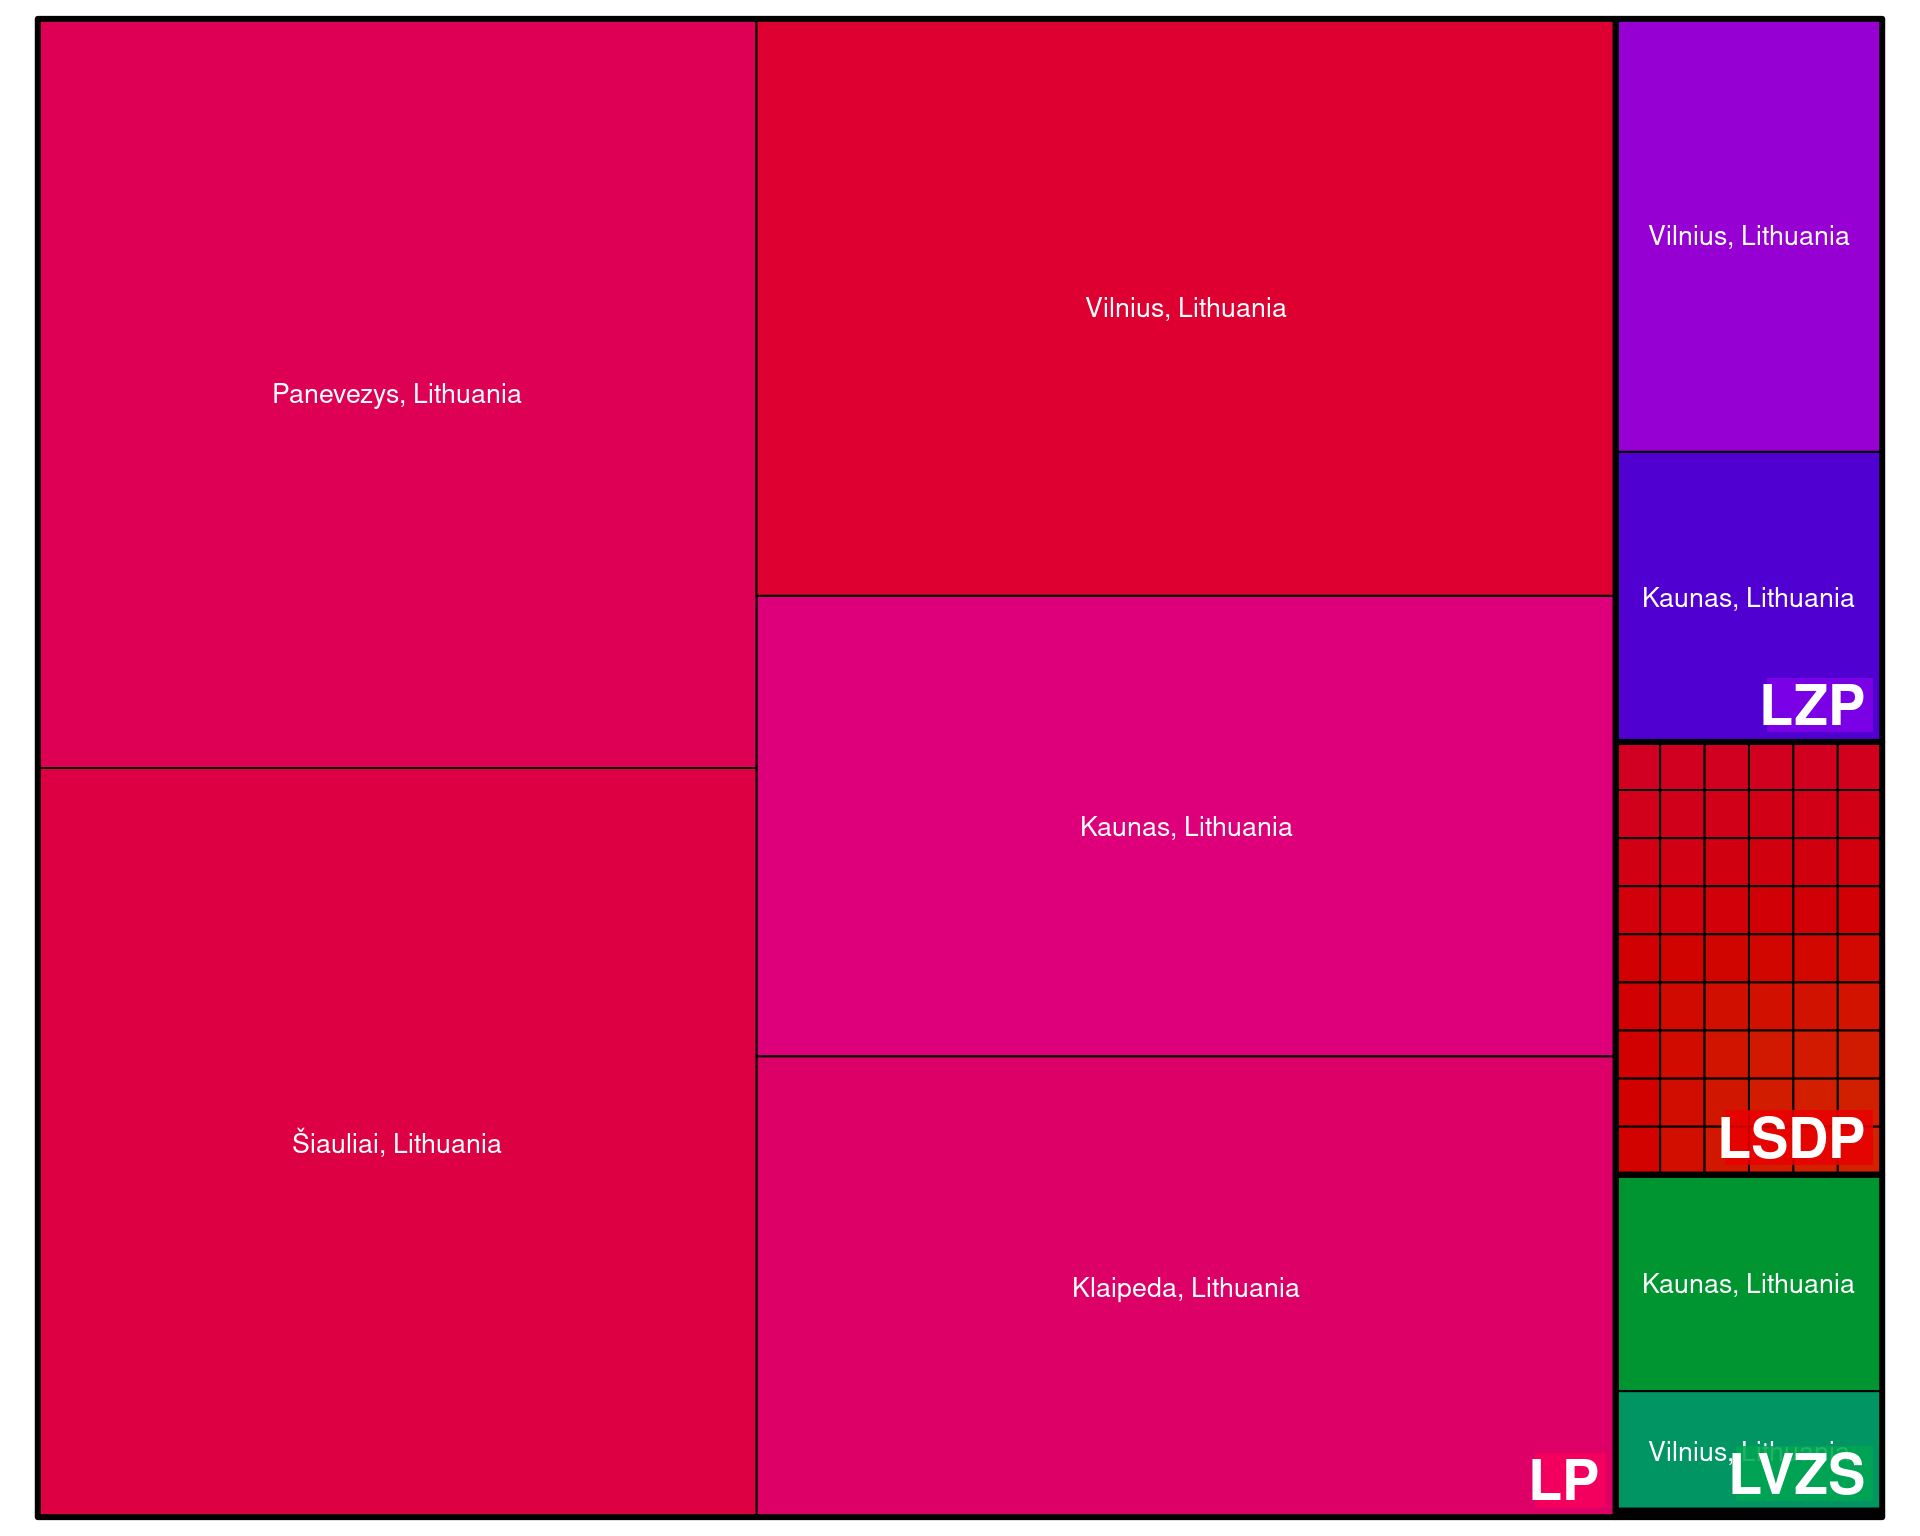 Panevezys, Lithuania
Šiauliai, Lithuania
Vilnius, Lithuania
Kaunas, Lithuania
Klaipeda, Lithuania
LP
Vilnius, Lithuania
Kaunas, Lithuania
LZP
LSDP
Kaunas, Lithuania
Vilnius, Lithuania
LVZS